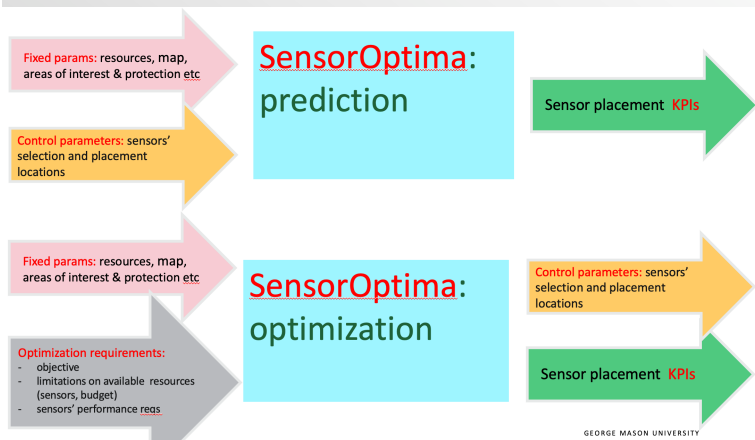 Fixed params: resources, map,
areas of interest & protection etc
Control parameters: sensors'
selection and placement
locations
SensorOptima:
prediction
Sensor placement KPIs
Fixed params: resources, map,
areas of interest & protection etc
Optimization requirements:
- objective
- limitations on available resources
(sensors, budget)
- sensors' performance reqs
SensorOptima:
optimization
Control parameters: sensors'
selection and placement
locations
Sensor placement KPIs
GEORGE MASON UNIVERSITY